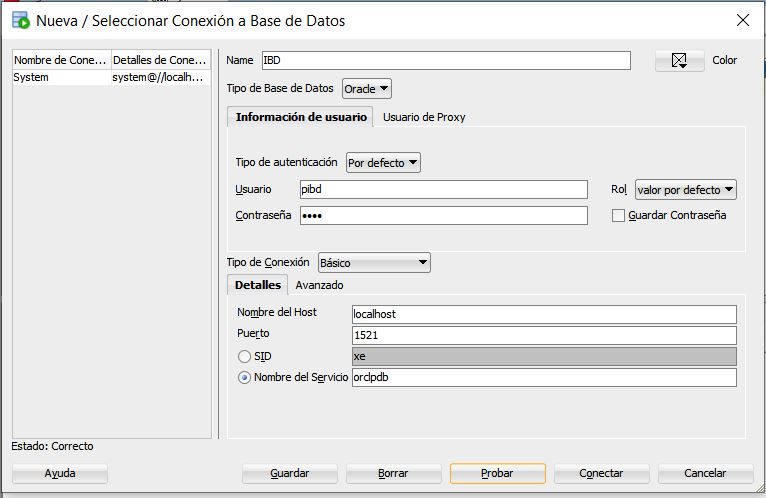 Nueva / Seleccionar Conexión a Base de Datos
Nombre de Cone... Detalles de Cone...
System system@//localh...
Name IBD Color
Tipo de Base de Datos Oracle
Información de usuario Usuario de Proxy
Tipo de autenticación Por defecto
Usuario pibd Rol valor por defecto
Contraseña •••• Guardar Contraseña
Tipo de Conexión Básico
Detalles Avanzado
Nombre del Host localhost
Puerto 1521
SID xe
Nombre del Servicio orclpdb
Estado: Correcto
Ayuda Guardar Borrar Probar Conectar Cancelar